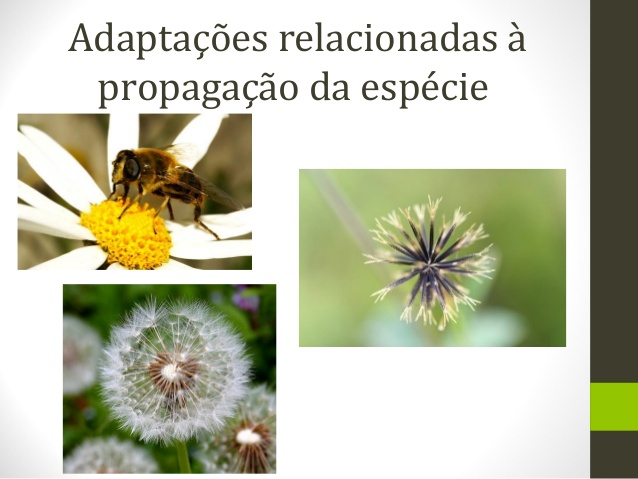 Adaptações relacionadas à
propagação da espécie